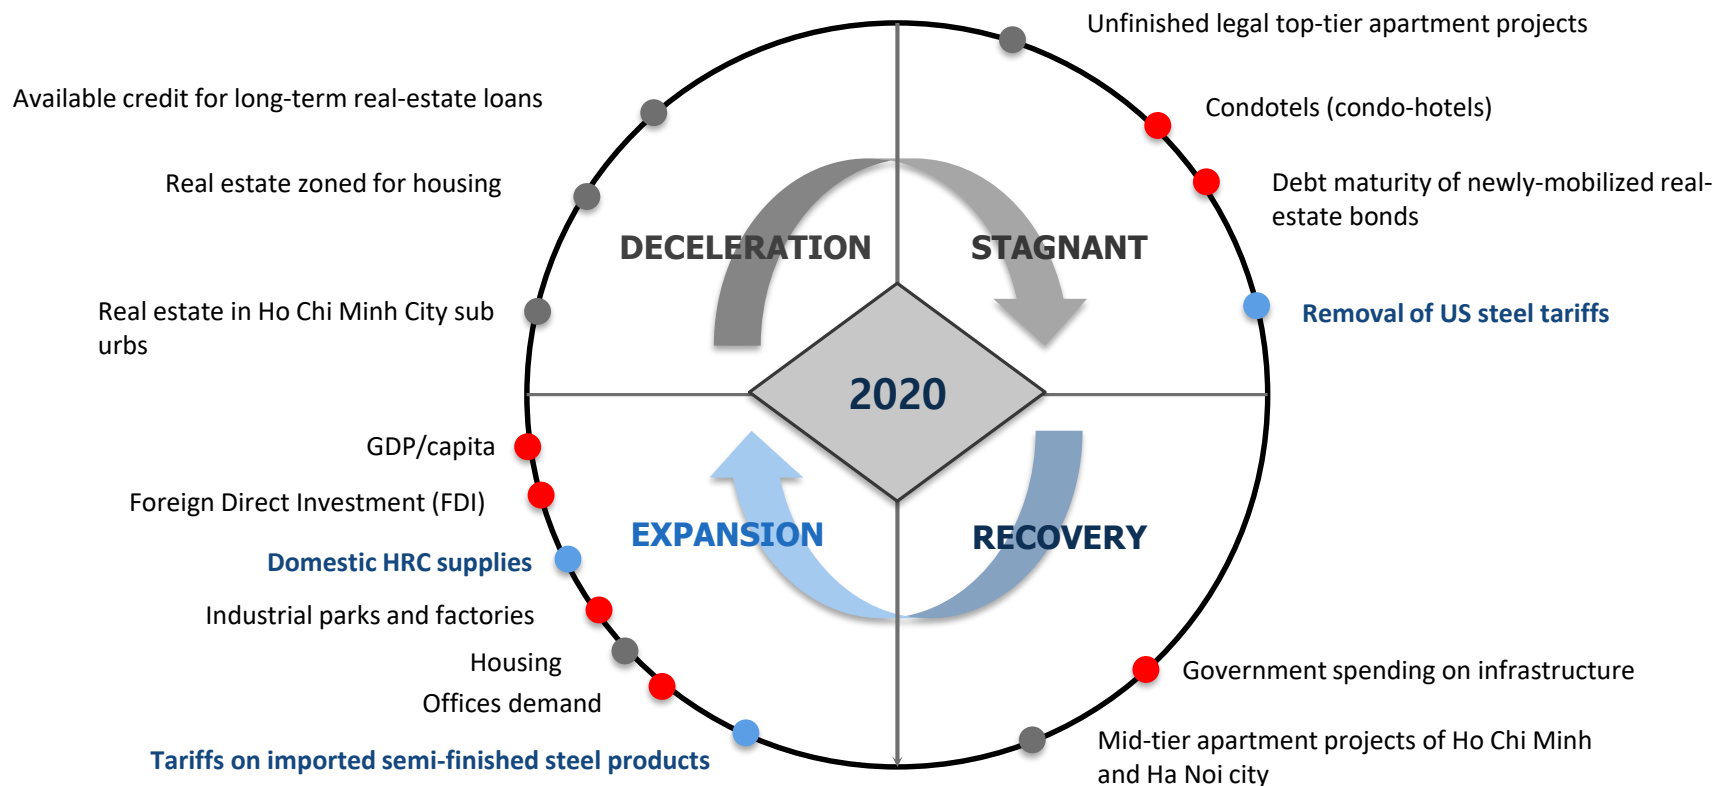 Unfinished legal top-tier apartment projects
Available credit for long-term real-estate loans
Condotels (condo-hotels)
Real estate zoned for housing
Debt maturity of newly-mobilized real-
estate bonds
DECELERATION
STAGNANT
Real estate in Ho Chi Minh City sub
urbs
Removal of US steel tariffs
2020
GDP/capita
Foreign Direct Investment (FDI)
EXPANSION
RECOVERY
Domestic HRC supplies
Industrial parks and factories
Housing
Government spending on infrastructure
Offices demand
Tariffs on imported semi-finished steel products
Mid-tier apartment projects of Ho Chi Minh
and Ha Noi city